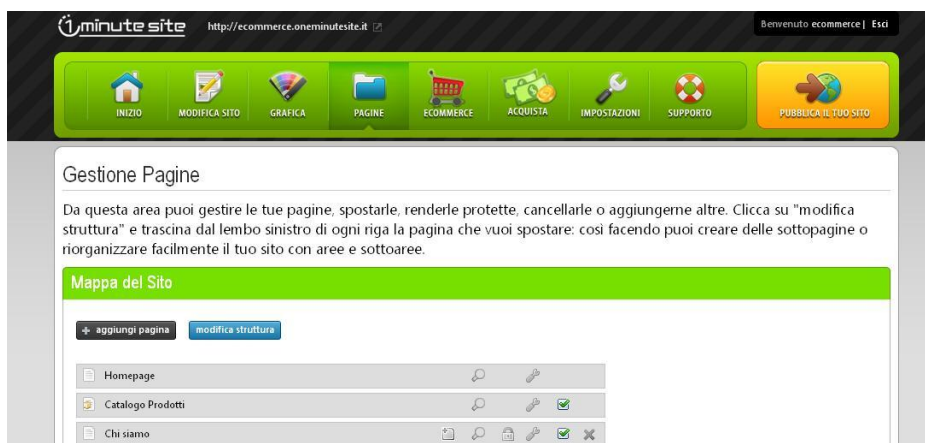 1minute site http://ecommerce.oneminutesite.it Benvenuto ecommerce | Esci
INIZIO MODIFICA SITO GRAFICA PAGINE ECOMMERCE ACQUISTA IMPOSTAZIONI SUPPORTO PUBBLICA IL TUO SITO
Gestione Pagine
Da questa area puoi gestire le tue pagine, spostarle, renderle protette, cancellarle o aggiungerne altre. Clicca su "modifica
struttura" e trascina dal lembo sinistro di ogni riga la pagina che vuoi spostare: così facendo puoi creare delle sottopagine o
riorganizzare facilmente il tuo sito con aree e sottoaree.
Mappa del Sito
+ aggiungi pagina modifica struttura
Homepage
Catalogo Prodotti
Chi siamo